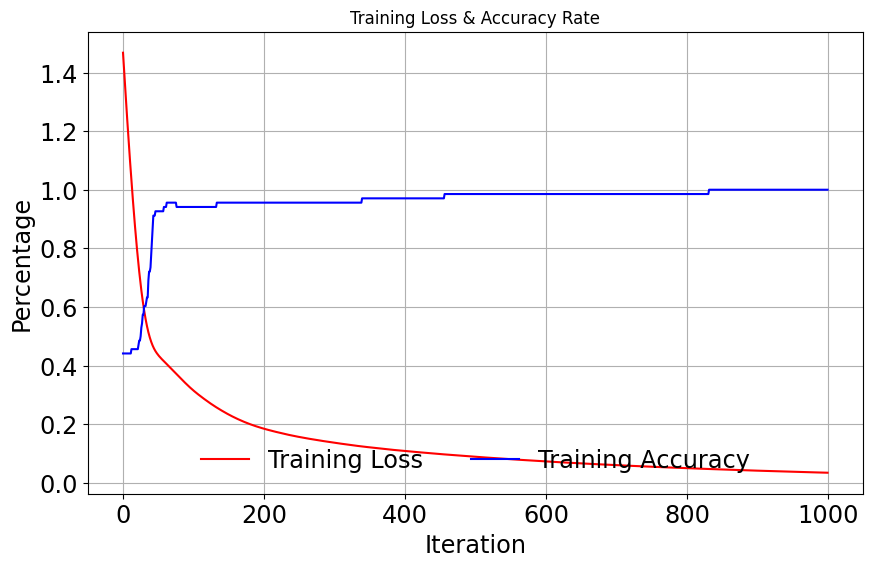 Training Loss & Accuracy Rate
Percentage
1.4
1.2
1.0
0.8
0.6
0.4
0.2
0.0
Training Loss Training Accuracy
0 200 400 600 800 1000
Iteration